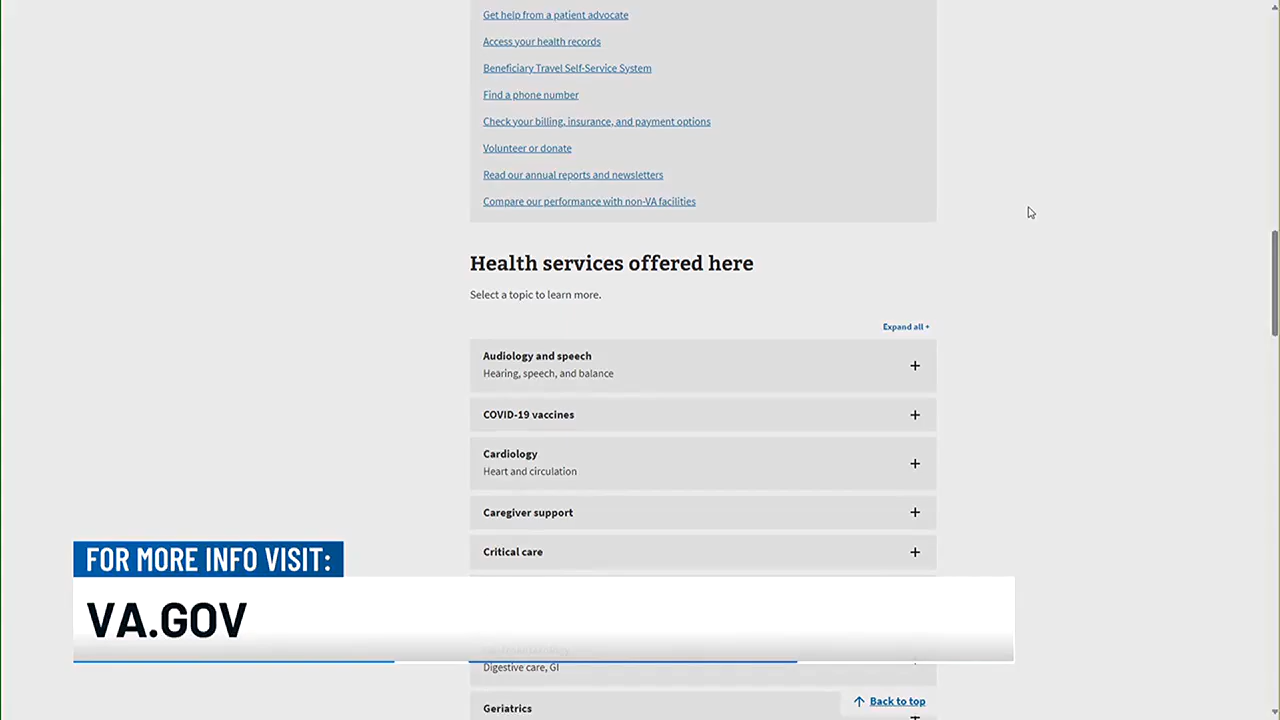 Get help from a patient advocate
Access your health records
Beneficiary Travel Self-Service System
Find a phone number
Check your billing, insurance, and payment options
Volunteer or donate
Read our annual reports and newsletters
Compare our performance with non-VA facilities
Health services offered here
Select a topic to learn more.
Expand all +
Audiology and speech
Hearing, speech, and balance
COVID-19 vaccines
Cardiology
Heart and circulation
Caregiver support
Critical care
FOR MORE INFO VISIT:
VA.GOV
Digestive care, GI
Back to top
Geriatrics